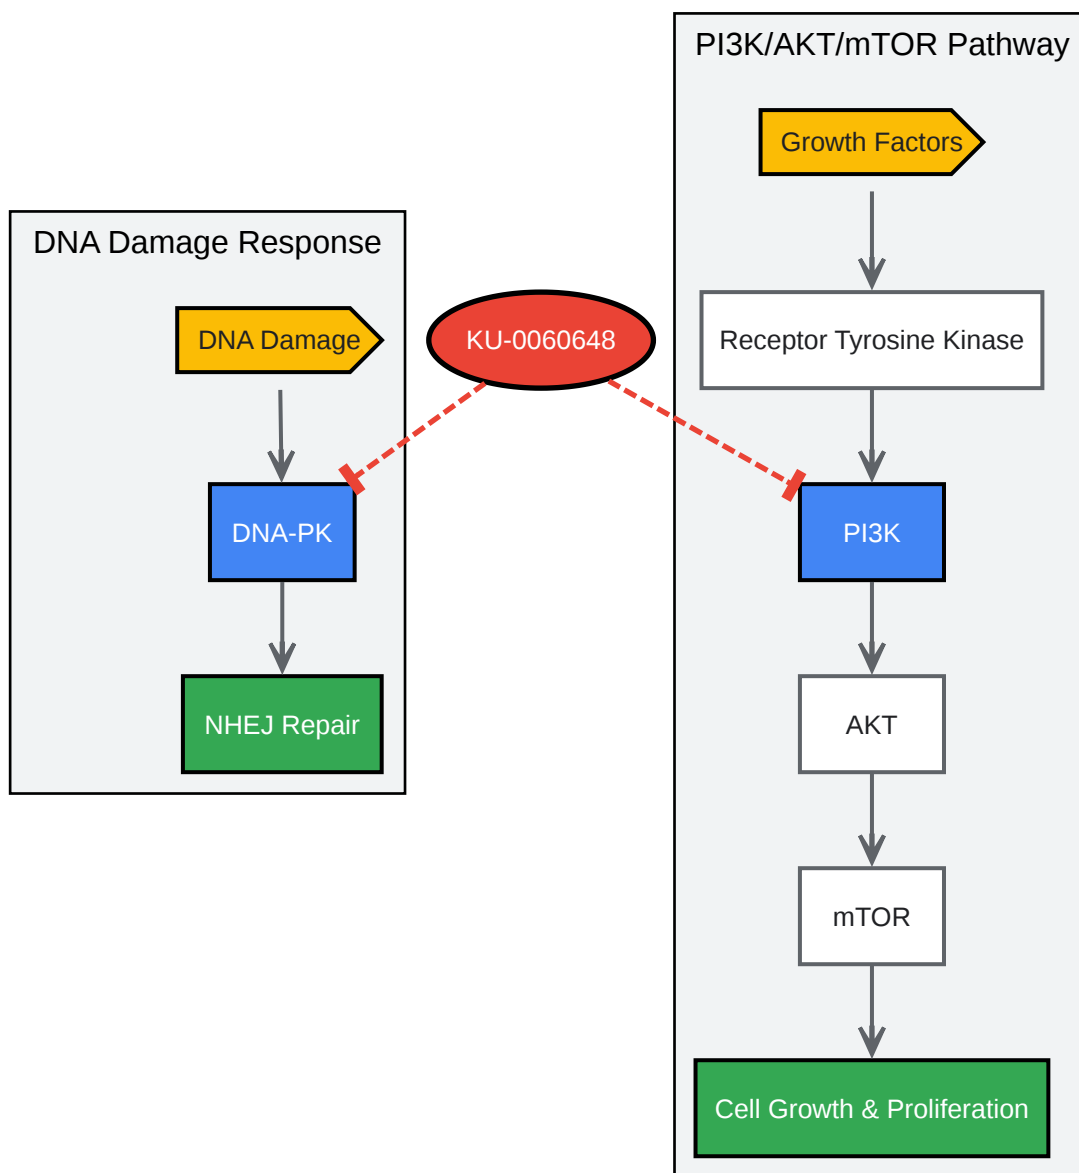 DNA Damage Response
DNA Damage
DNA-PK
NHEJ Repair
KU-0060648
PI3K/AKT/mTOR Pathway
Growth Factors
Receptor Tyrosine Kinase
PI3K
AKT
mTOR
Cell Growth & Proliferation